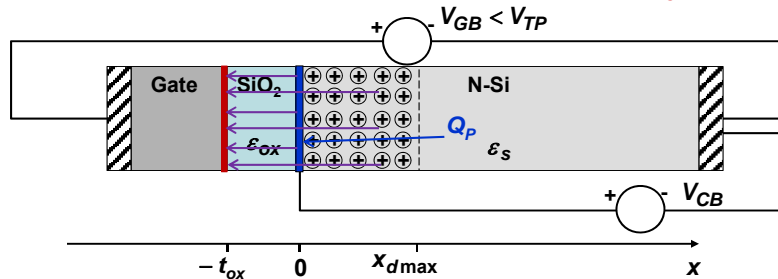 + - V_GB < V_TP
Gate SiO₂ + + + + + N-Si
+ + + + +
+ + + + + Q_P
ε_ox + + + + + ε_s
+ + + + +
+ - V_CB
− t_ox 0 x_d max x